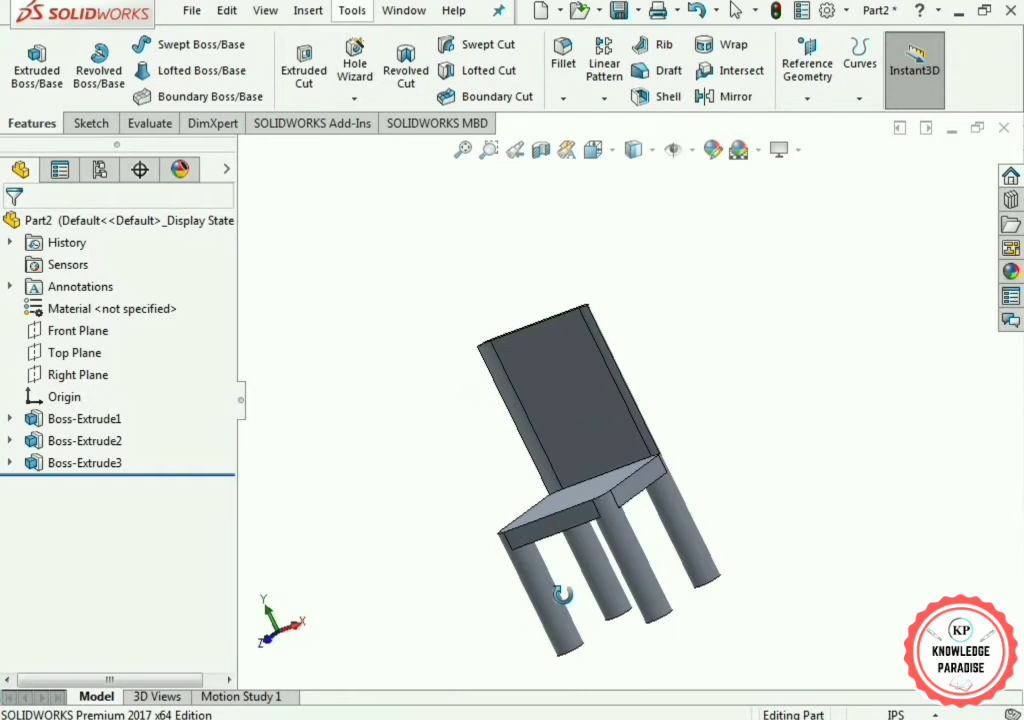 SOLIDWORKS File Edit View Insert Tools Window Help Part2 * ?
Extruded Boss/Base
Revolved Boss/Base
Swept Boss/Base
Lofted Boss/Base
Boundary Boss/Base
Extruded Cut
Hole Wizard
Revolved Cut
Swept Cut
Lofted Cut
Boundary Cut
Fillet
Linear Pattern
Rib
Draft
Shell
Wrap
Intersect
Mirror
Reference Geometry
Curves
Instant3D
Features Sketch Evaluate DimXpert SOLIDWORKS Add-Ins SOLIDWORKS MBD
Part2 (Default<<Default>_Display State
History
Sensors
Annotations
Material <not specified>
Front Plane
Top Plane
Right Plane
Origin
Boss-Extrude1
Boss-Extrude2
Boss-Extrude3
Y
X
Z
KP
KNOWLEDGE
PARADISE
Model 3D Views Motion Study 1
SOLIDWORKS Premium 2017 x64 Edition Editing Part IPS